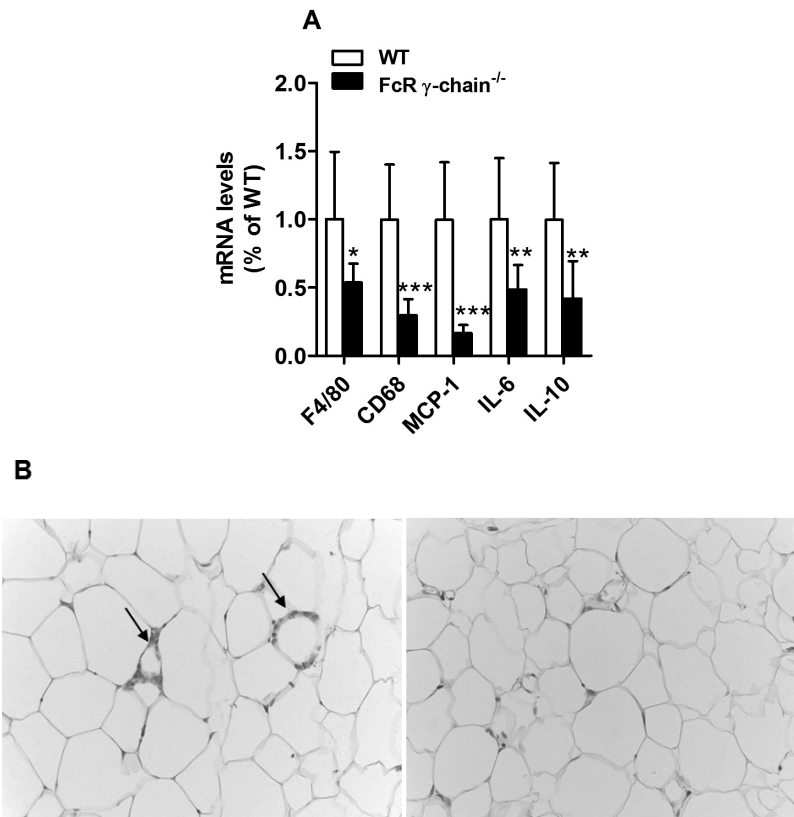 A
WT
FcR γ-chain-/-
mRNA levels
(% of WT)
2.0
1.5
1.0
0.5
0.0
*
***
***
**
**
F4/80
CD68
MCP-1
IL-6
IL-10
B